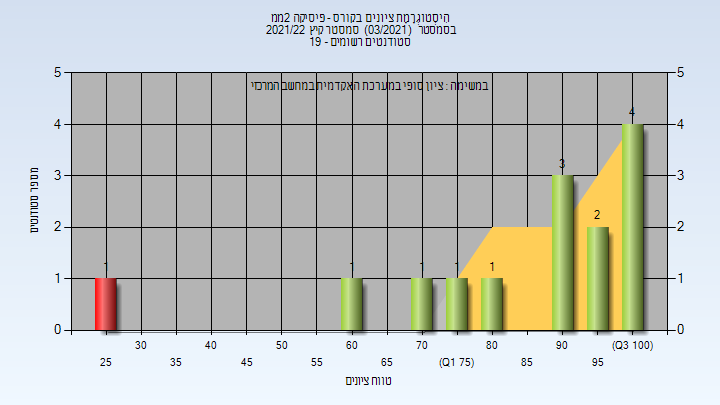 היסטוגרמת ציונים בקורס - פיסיקה 2ממ
בסמסטר (03/2021) סמסטר קיץ 2021/22
סטודנטים רשומים - 19
במשימה : ציון סופי במערכת האקדמית במחשב המרכזי
מספר סטודנטים
5 5
4 4
3 3
2 2
1 1
0 0
1 1 1 1 1 3 2 4
30 40 50 60 70 80 90 (Q3 100)
25 35 45 55 65 (Q1 75) 85 95
טווח ציונים